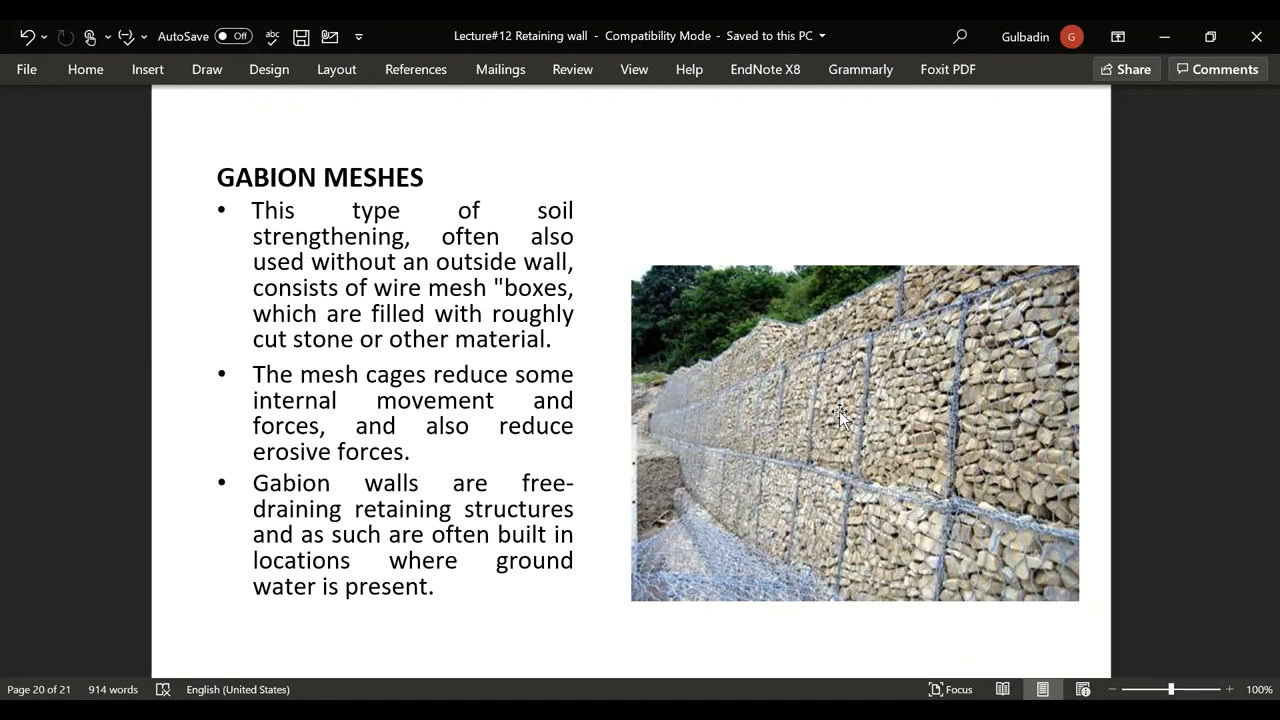 AutoSave Off Lecture#12 Retaining wall - Compatibility Mode - Saved to this PC Gulbadin G
File Home Insert Draw Design Layout References Mailings Review View Help EndNote X8 Grammarly Foxit PDF Share Comments
GABION MESHES
• This type of soil
strengthening, often also
used without an outside wall,
consists of wire mesh "boxes,
which are filled with roughly
cut stone or other material.
• The mesh cages reduce some
internal movement and
forces, and also reduce
erosive forces.
• Gabion walls are free-
draining retaining structures
and as such are often built in
locations where ground
water is present.
Page 20 of 21 914 words English (United States) Focus 100%